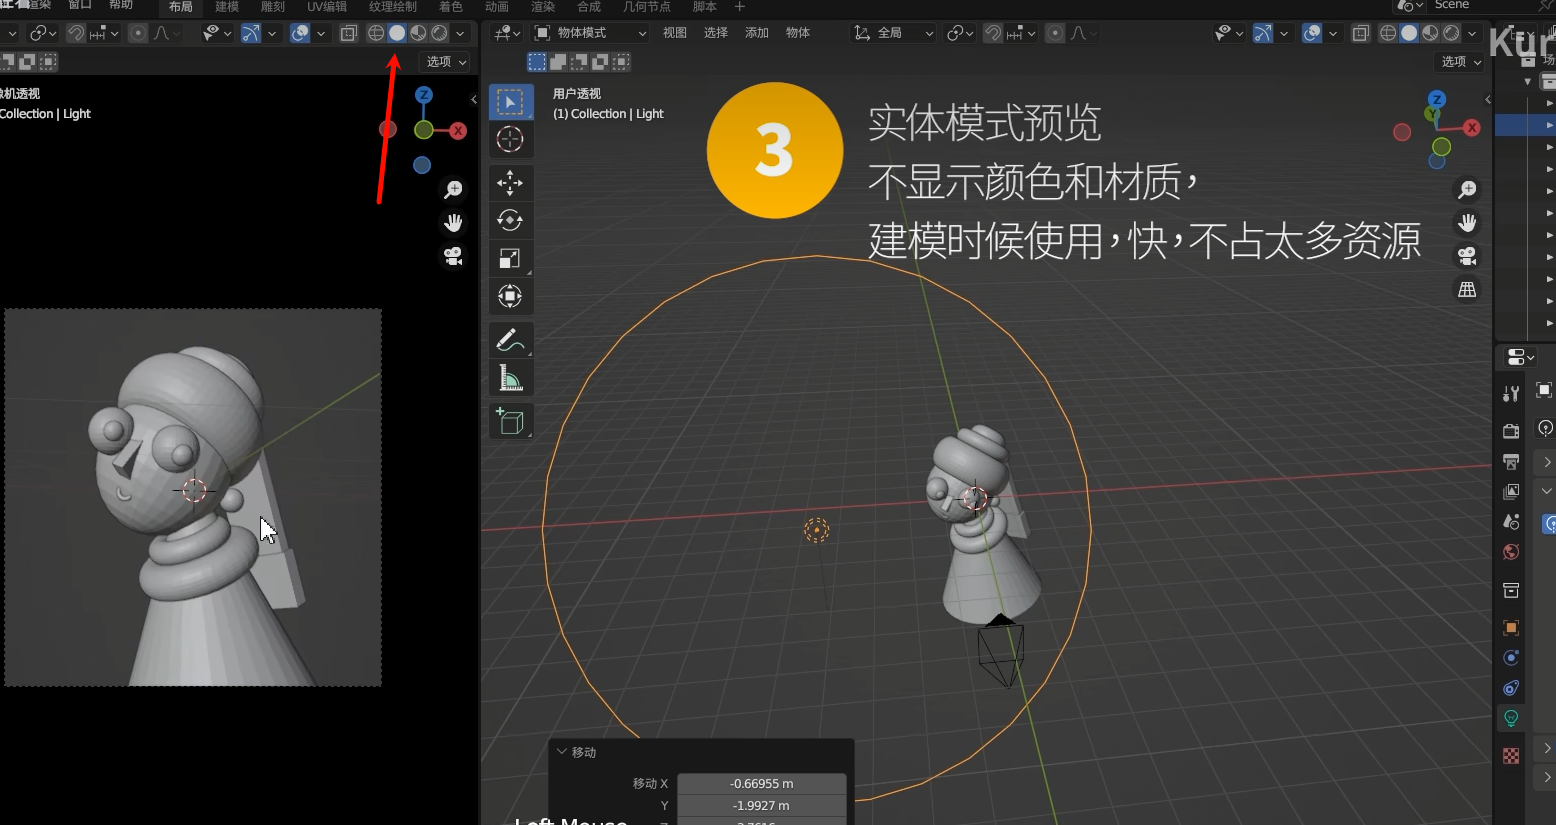 渲染 窗口 帮助 布局 建模 雕刻 UV编辑 纹理绘制 着色 动画 渲染 合成 几何节点 脚本 + Scene
物体模式 视图 选择 添加 物体 全局
Kur
选项 选项
Collection | Light
用户透视
(1) Collection | Light
Z
X
Z
Y
X
3
实体模式预览
不显示颜色和材质，
建模时候使用，快，不占太多资源
移动
移动 X -0.66955 m
Y -1.9927 m
Left Mouse